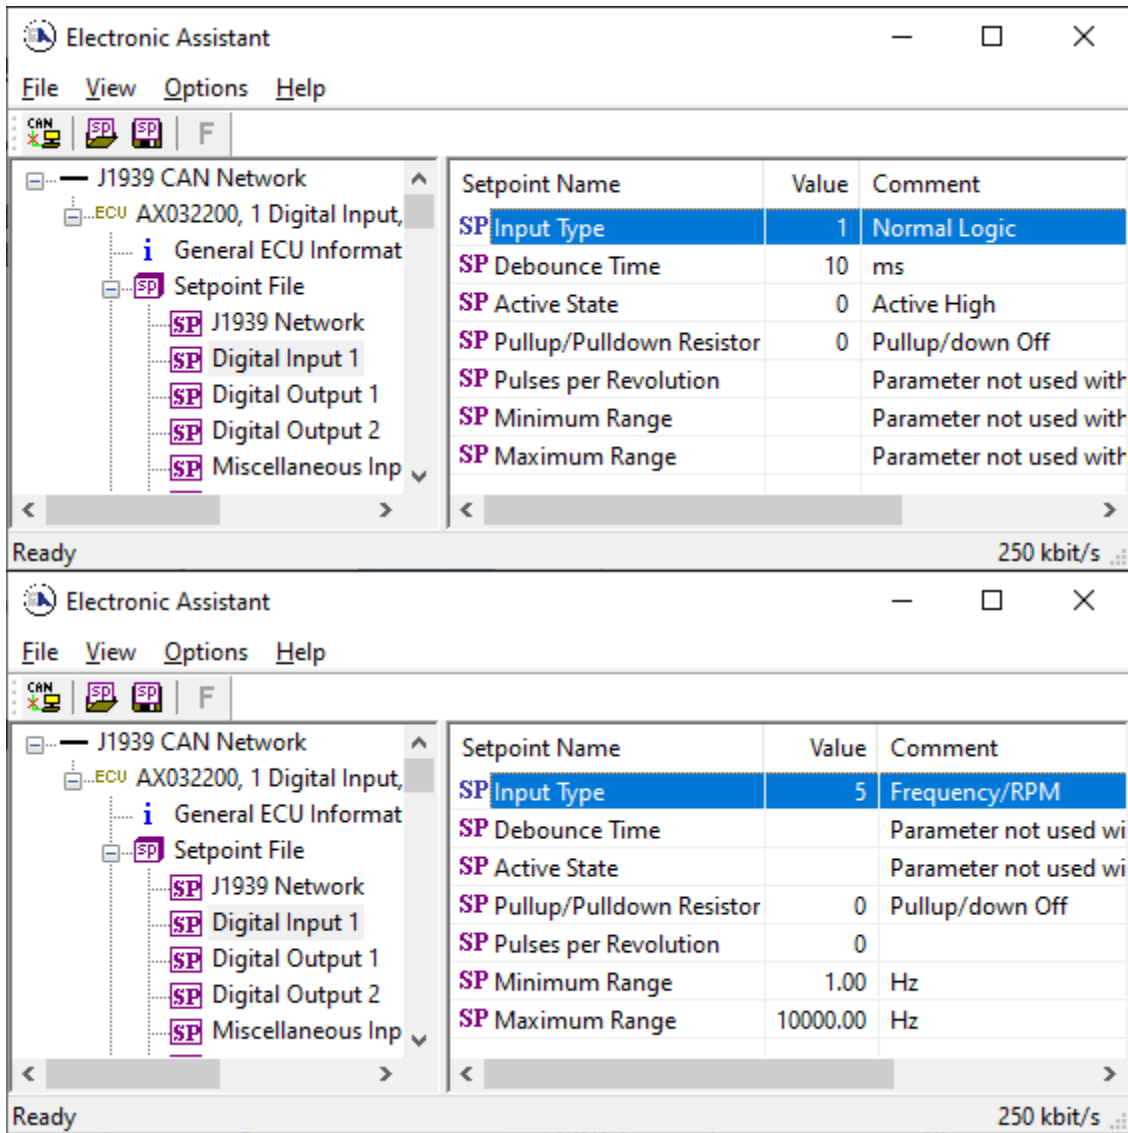 Electronic Assistant
File View Options Help
CAN SP SP F
J1939 CAN Network
ECU AX032200, 1 Digital Input,
i General ECU Informat
SP Setpoint File
SP J1939 Network
SP Digital Input 1
SP Digital Output 1
SP Digital Output 2
SP Miscellaneous Inp
Setpoint Name Value Comment
SP Input Type 1 Normal Logic
SP Debounce Time 10 ms
SP Active State 0 Active High
SP Pullup/Pulldown Resistor 0 Pullup/down Off
SP Pulses per Revolution Parameter not used with
SP Minimum Range Parameter not used with
SP Maximum Range Parameter not used with
Ready 250 kbit/s
Electronic Assistant
File View Options Help
CAN SP SP F
J1939 CAN Network
ECU AX032200, 1 Digital Input,
i General ECU Informat
SP Setpoint File
SP J1939 Network
SP Digital Input 1
SP Digital Output 1
SP Digital Output 2
SP Miscellaneous Inp
Setpoint Name Value Comment
SP Input Type 5 Frequency/RPM
SP Debounce Time Parameter not used wi
SP Active State Parameter not used wi
SP Pullup/Pulldown Resistor 0 Pullup/down Off
SP Pulses per Revolution 0
SP Minimum Range 1.00 Hz
SP Maximum Range 10000.00 Hz
Ready 250 kbit/s